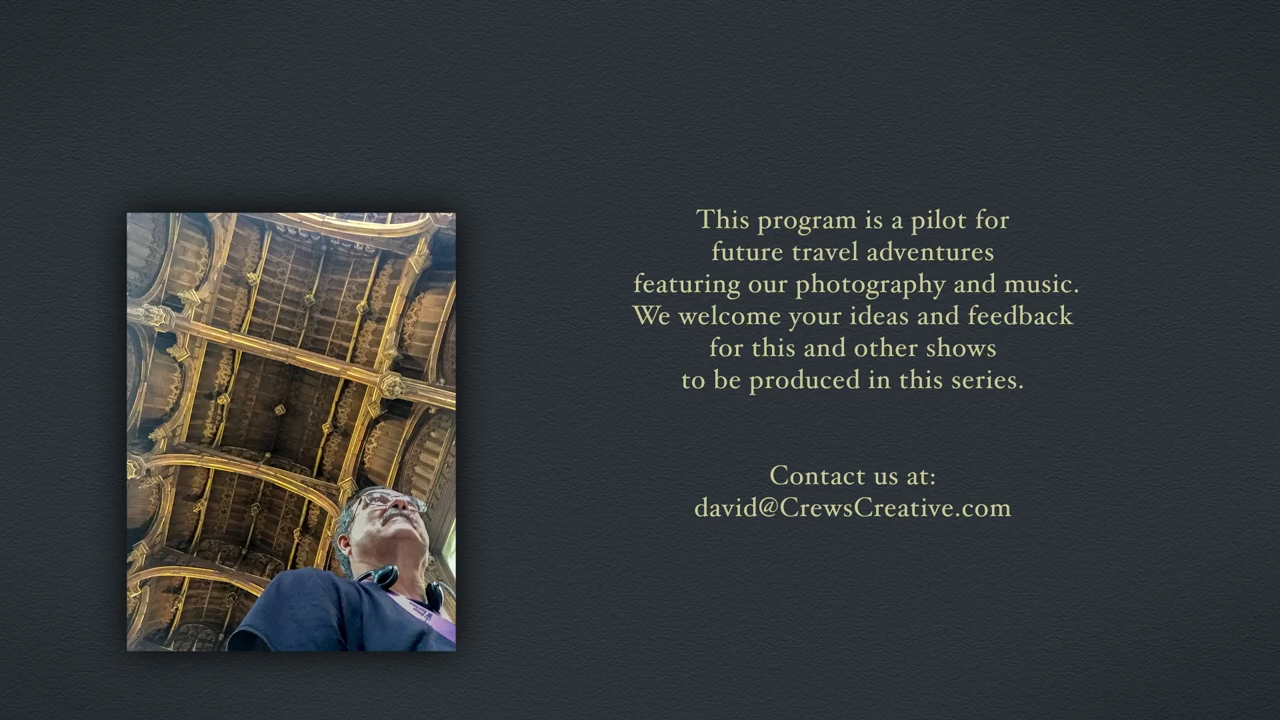 This program is a pilot for
future travel adventures
featuring our photography and music.
We welcome your ideas and feedback
for this and other shows
to be produced in this series.
Contact us at:
david@CrewsCreative.com